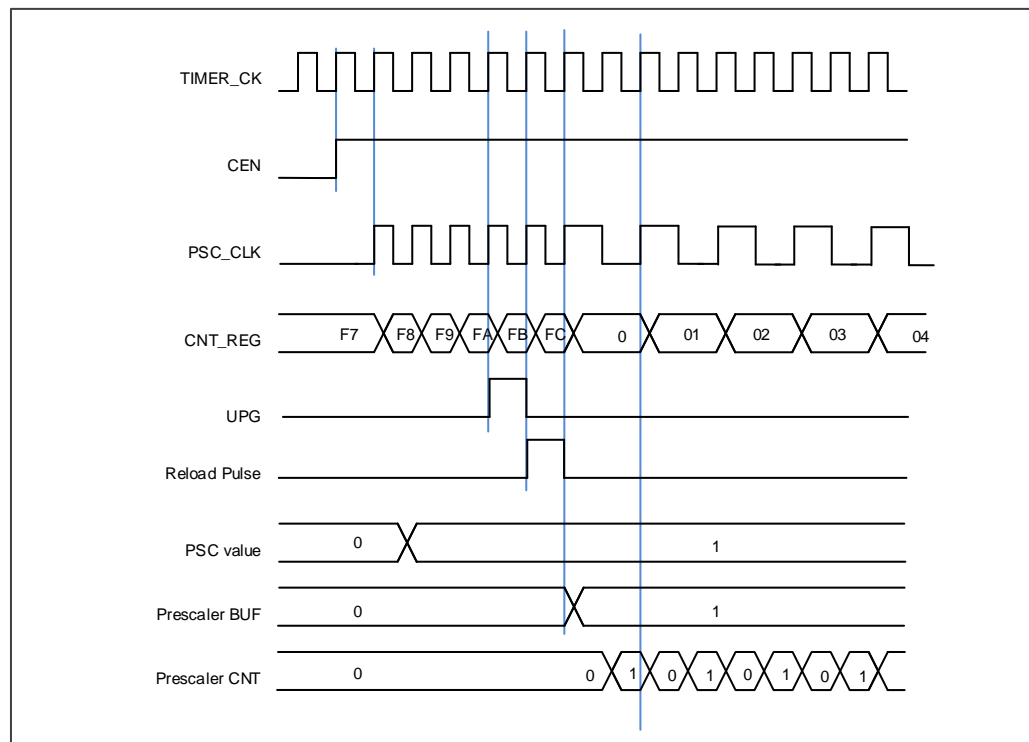 TIMER_CK
CEN
PSC_CLK
CNT_REG F7 F8 F9 FA FB FC 0 01 02 03 04
UPG
Reload Pulse
PSC value 0 1
Prescaler BUF 0 1
Prescaler CNT 0 0 1 0 1 0 1 0 1